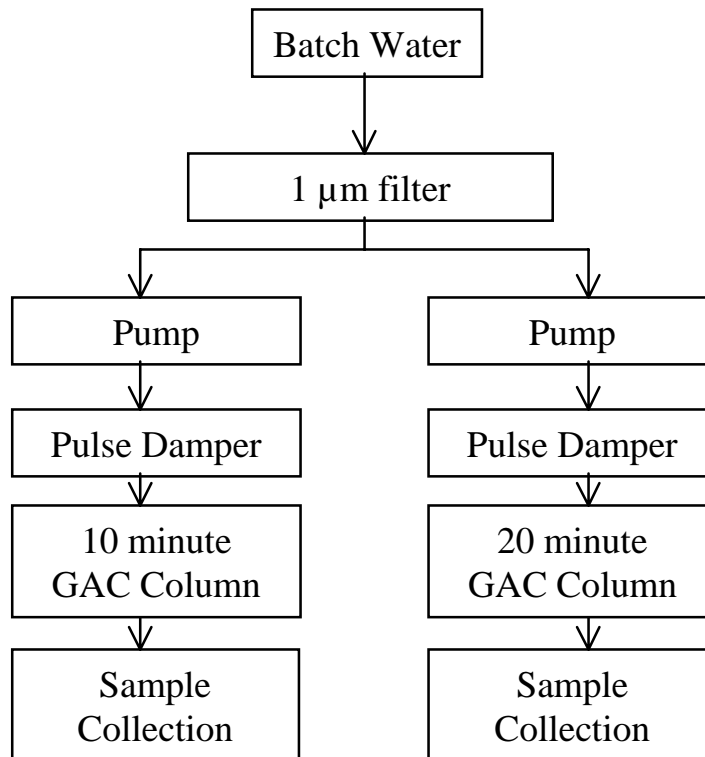 Batch Water
1 µm filter
Pump
Pulse Damper
10 minute
GAC Column
Sample
Collection
Pump
Pulse Damper
20 minute
GAC Column
Sample
Collection